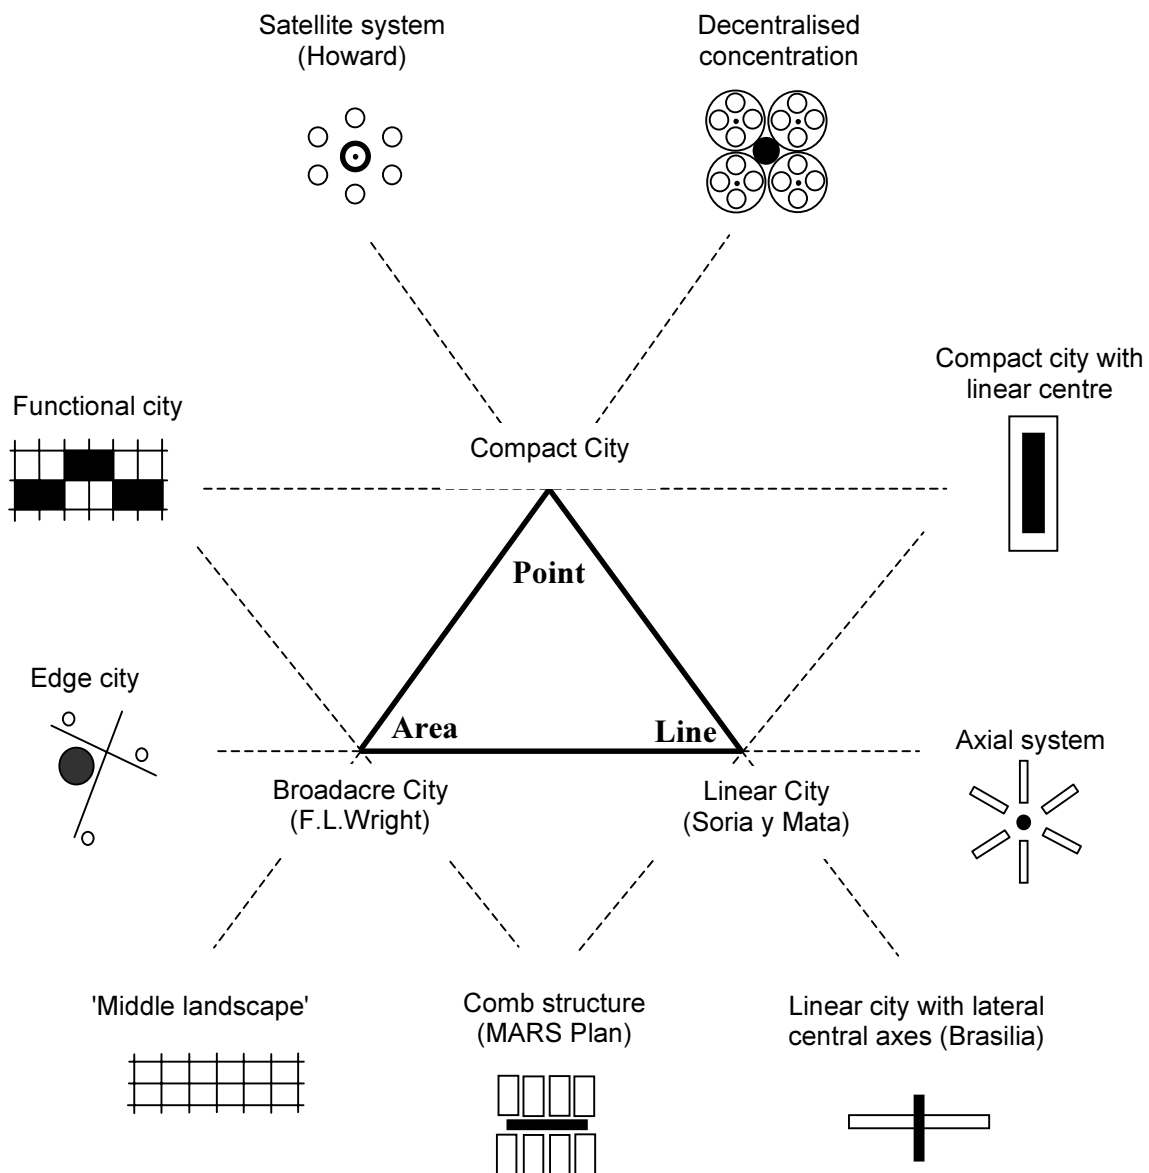 Satellite system
(Howard)
Decentralised
concentration
Compact city with
linear centre
Functional city
Compact City
Point
Edge city
Area
Line
Axial system
Broadacre City
(F.L.Wright)
Linear City
(Soria y Mata)
'Middle landscape'
Comb structure
(MARS Plan)
Linear city with lateral
central axes (Brasilia)